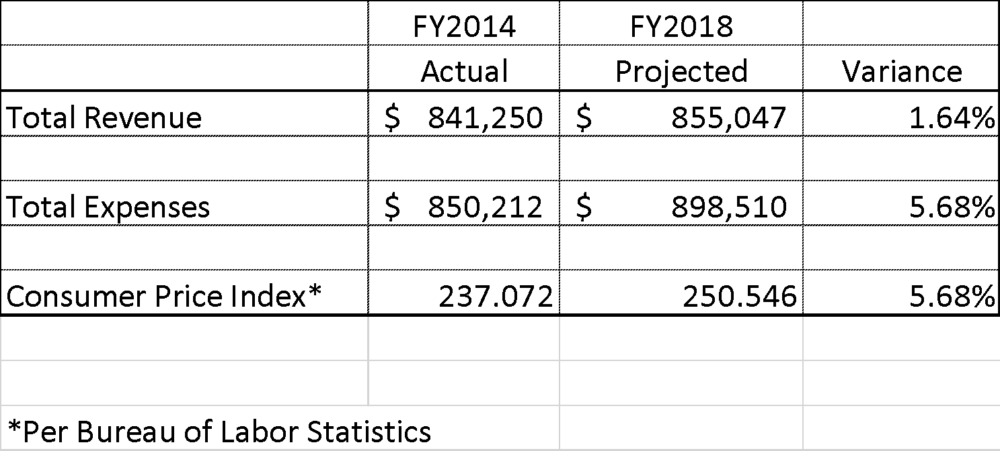 FY2014 FY2018
Actual Projected Variance
Total Revenue $ 841,250 $ 855,047 1.64%
Total Expenses $ 850,212 $ 898,510 5.68%
Consumer Price Index* 237.072 250.546 5.68%
*Per Bureau of Labor Statistics